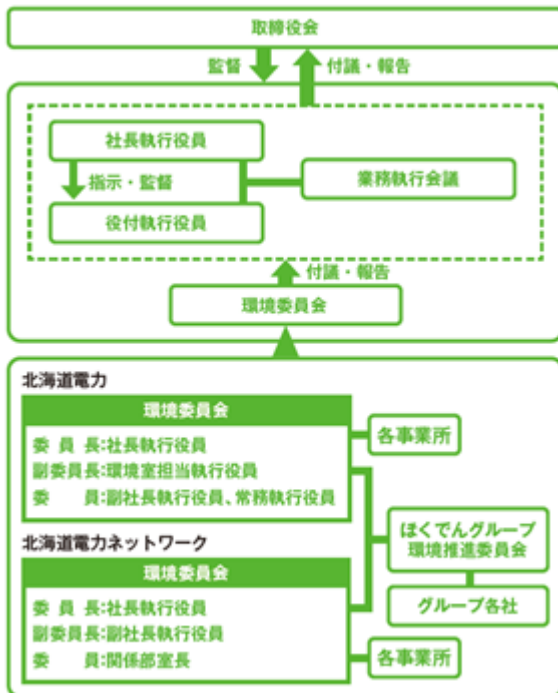 取締役会
監督
付議・報告
社長執行役員
指示・監督
業務執行会議
役付執行役員
付議・報告
環境委員会
北海道電力
環境委員会
委員長:社長執行役員
副委員長:環境室担当執行役員
委員:副社長執行役員、常務執行役員
各事業所
ほくでんグループ
環境推進委員会
グループ各社
北海道電力ネットワーク
環境委員会
委員長:社長執行役員
副委員長:副社長執行役員
委員:関係部室長
各事業所